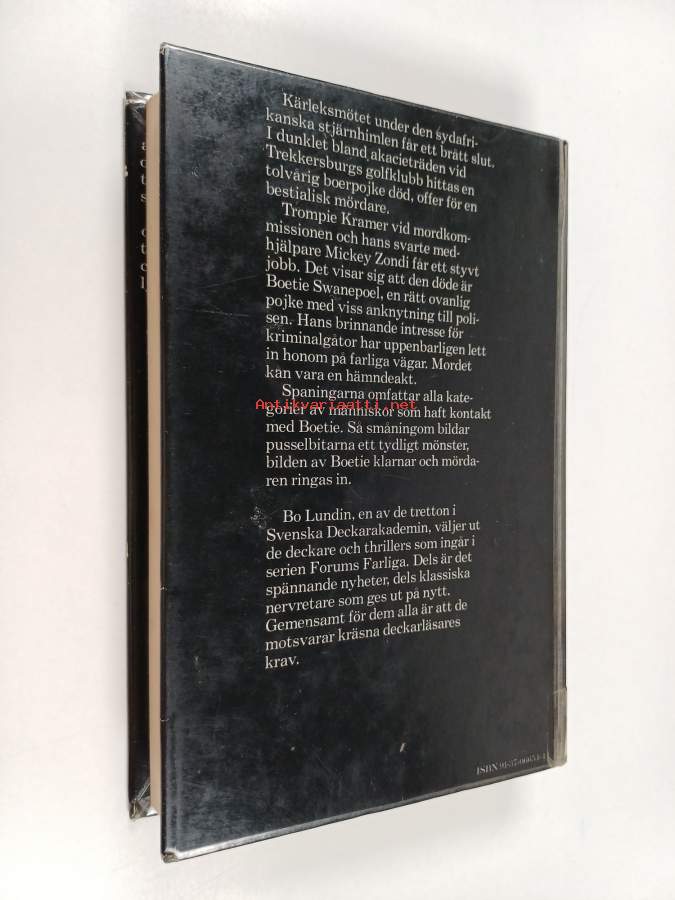 Kärleksmötet under den sydafri-
kanska stjärnhimlen får ett brått slut.
I dunklet bland akacieträden vid
Trekkersburgs golfklubb hittas en
tolvårig boerpojke död, offer för en
bestialisk mördare.
Trompie Kramer vid mordkom-
missionen och hans svarte med-
hjälpare Mickey Zondi får ett styvt
jobb. Det visar sig att den döde är
Boetie Swanepoel, en rätt ovanlig
pojke med viss anknytning till poli-
sen. Hans brinnande intresse för
kriminalgåtor har uppenbarligen lett
in honom på farliga vägar. Mordet
kan vara en hämndeakt.
Spaningarna omfattar alla kate-
Antikvariaatti.net
gorier av människor som haft kontakt
med Boetie. Så småningom bildar
pusselbitarna ett tydligt mönster,
bilden av Boetie klarnar och mörda-
ren ringas in.
Bo Lundin, en av de tretton i
Svenska Deckarakademin, väljer ut
de deckare och thrillers som ingår i
serien Forums Farliga. Dels är det
spännande nyheter, dels klassiska
nervretare som ges ut på nytt.
Gemensamt för dem alla är att de
motsvarar kräsna deckarläsares
krav.
ISBN